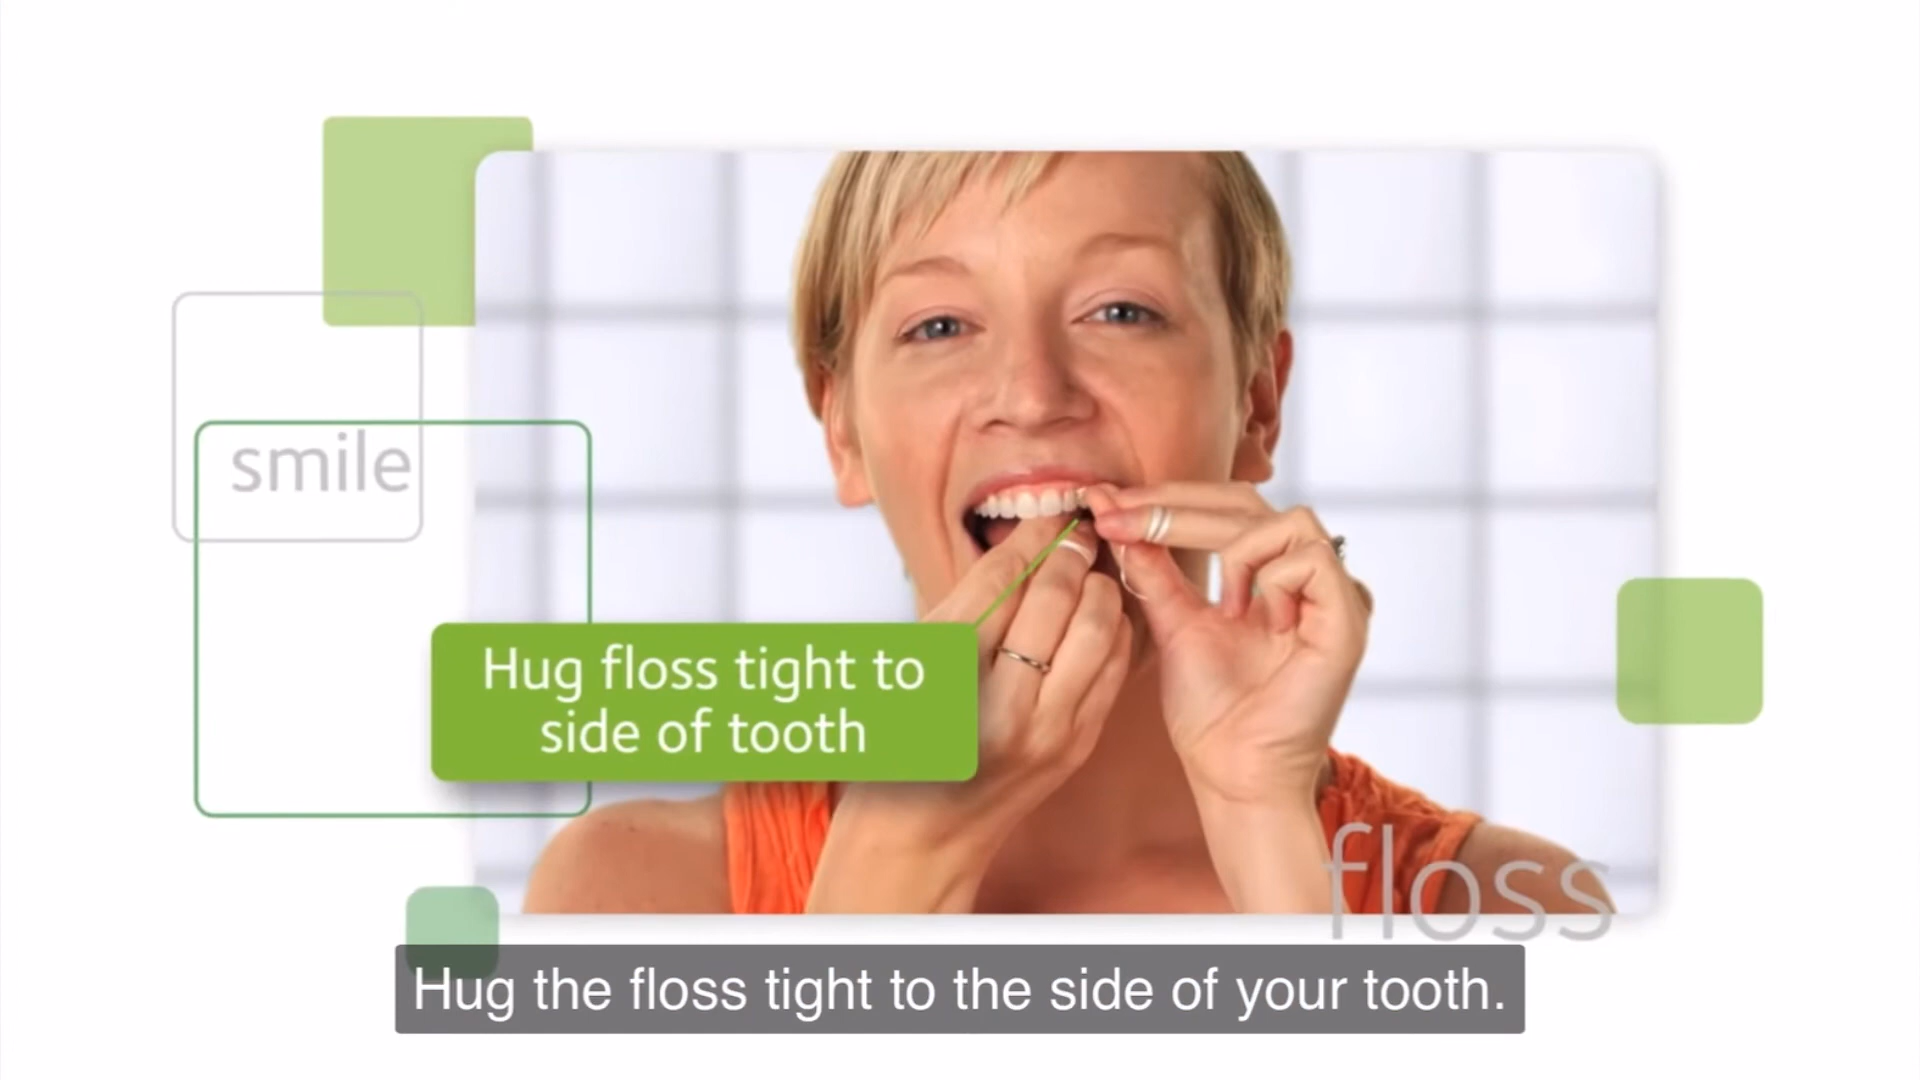 smile
Hug floss tight to
side of tooth
floss
Hug the floss tight to the side of your tooth.